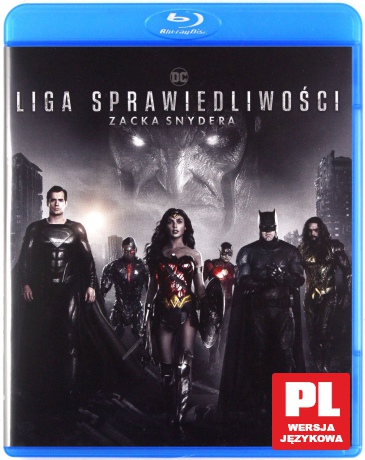 Blu-ray Disc
DC
LIGA SPRAWIEDLIWOŚCI
ZACKA SNYDERA
PL
WERSJA
JĘZYKOWA